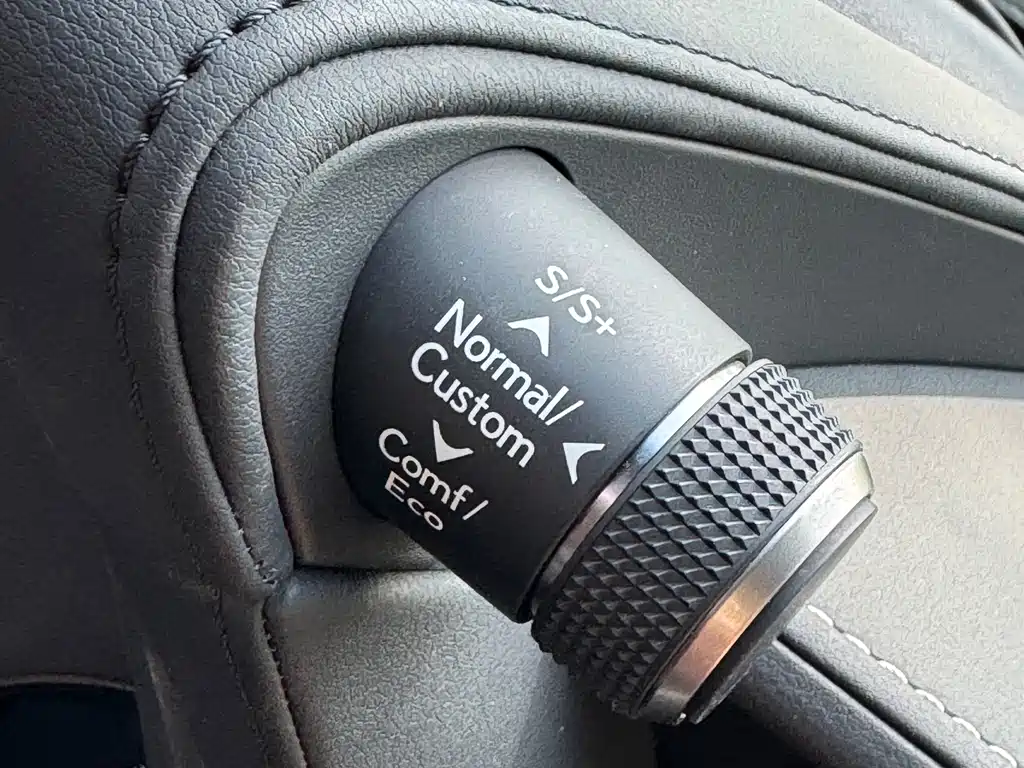 S/S+
Normal/
Custom
Comf/
Eco